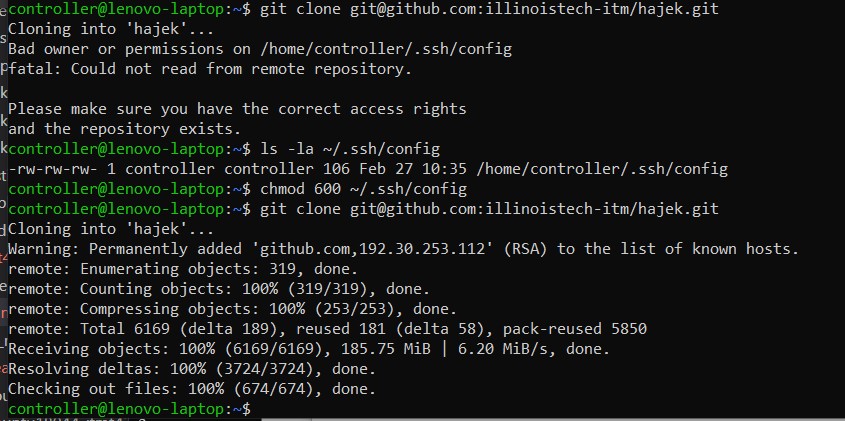 controller@lenovo-laptop:~$ git clone git@github.com:illinoistech-itm/hajek.git
Cloning into 'hajek'...
Bad owner or permissions on /home/controller/.ssh/config
fatal: Could not read from remote repository.
Please make sure you have the correct access rights
and the repository exists.
controller@lenovo-laptop:~$ ls -la ~/.ssh/config
-rw-rw-rw- 1 controller controller 106 Feb 27 10:35 /home/controller/.ssh/config
controller@lenovo-laptop:~$ chmod 600 ~/.ssh/config
controller@lenovo-laptop:~$ git clone git@github.com:illinoistech-itm/hajek.git
Cloning into 'hajek'...
Warning: Permanently added 'github.com,192.30.253.112' (RSA) to the list of known hosts.
remote: Enumerating objects: 319, done.
remote: Counting objects: 100% (319/319), done.
remote: Compressing objects: 100% (253/253), done.
remote: Total 6169 (delta 189), reused 181 (delta 58), pack-reused 5850
Receiving objects: 100% (6169/6169), 185.75 MiB | 6.20 MiB/s, done.
Resolving deltas: 100% (3724/3724), done.
Checking out files: 100% (674/674), done.
controller@lenovo-laptop:~$